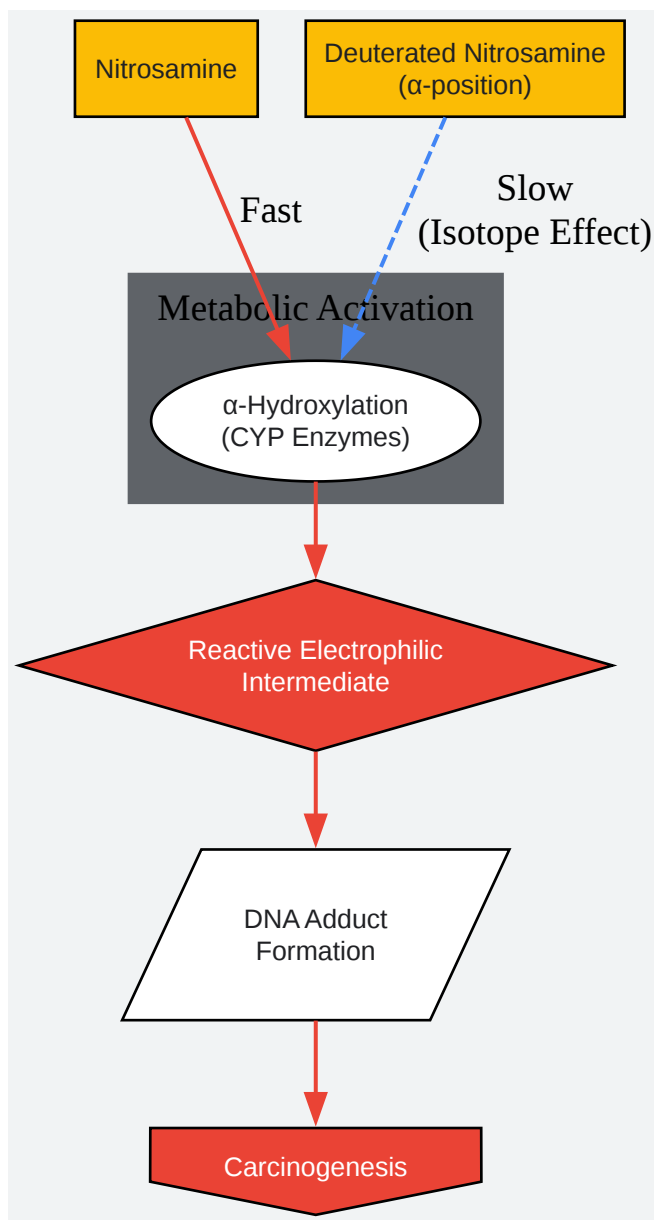 Nitrosamine
Deuterated Nitrosamine
(α-position)
Fast
Slow
(Isotope Effect)
Metabolic Activation
α-Hydroxylation
(CYP Enzymes)
Reactive Electrophilic
Intermediate
DNA Adduct
Formation
Carcinogenesis